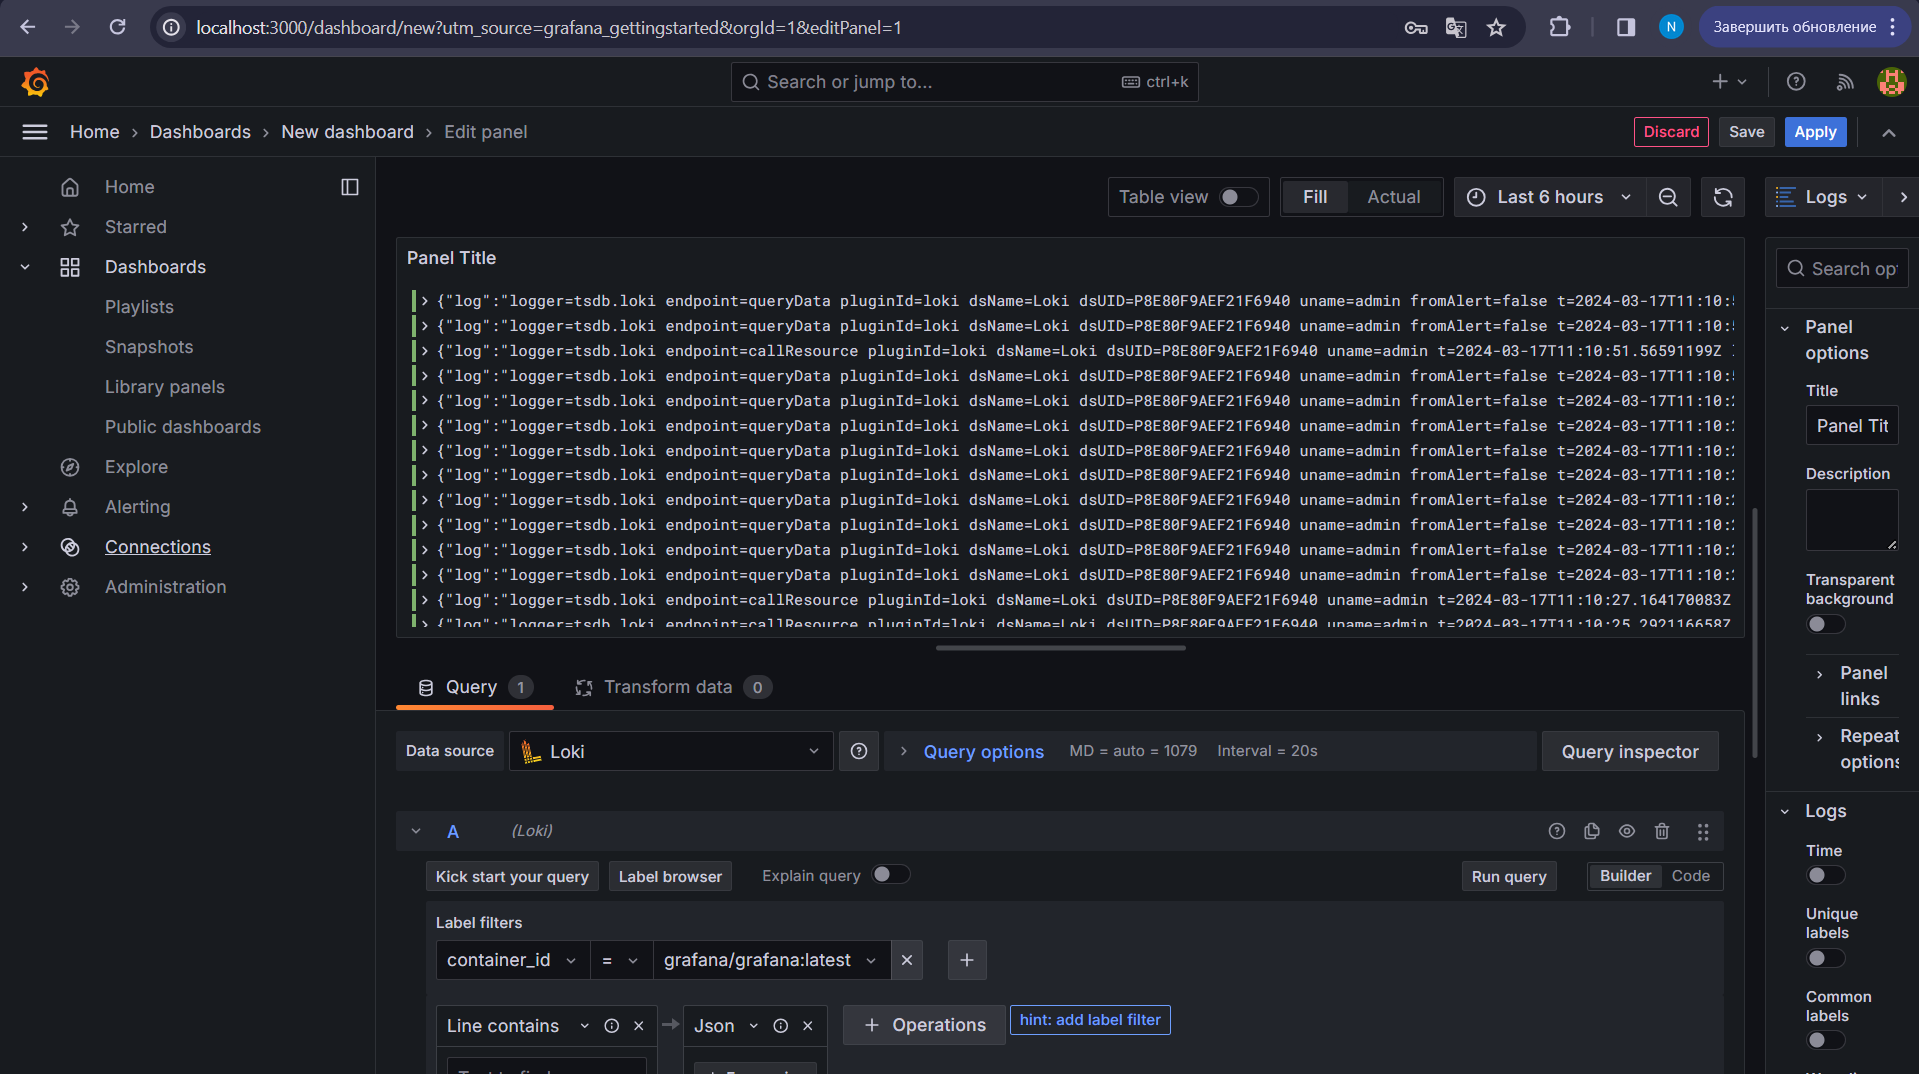 localhost:3000/dashboard/new?utm_source=grafana_gettingstarted&orgId=1&editPanel=1
N
Завершить обновление
Search or jump to...
ctrl+k
Home
Dashboards
New dashboard
Edit panel
Discard
Save
Apply
Home
Starred
Dashboards
Playlists
Snapshots
Library panels
Public dashboards
Explore
Alerting
Connections
Administration
Table view
Fill
Actual
Last 6 hours
Logs
Panel Title
{"log":"logger=tsdb.loki endpoint=queryData pluginId=loki dsName=Loki dsUID=P8E80F9AEF21F6940 uname=admin fromAlert=false t=2024-03-17T11:10:5
{"log":"logger=tsdb.loki endpoint=queryData pluginId=loki dsName=Loki dsUID=P8E80F9AEF21F6940 uname=admin fromAlert=false t=2024-03-17T11:10:5
{"log":"logger=tsdb.loki endpoint=callResource pluginId=loki dsName=Loki dsUID=P8E80F9AEF21F6940 uname=admin t=2024-03-17T11:10:51.56591199Z
{"log":"logger=tsdb.loki endpoint=queryData pluginId=loki dsName=Loki dsUID=P8E80F9AEF21F6940 uname=admin fromAlert=false t=2024-03-17T11:10:5
{"log":"logger=tsdb.loki endpoint=queryData pluginId=loki dsName=Loki dsUID=P8E80F9AEF21F6940 uname=admin fromAlert=false t=2024-03-17T11:10:2
{"log":"logger=tsdb.loki endpoint=queryData pluginId=loki dsName=Loki dsUID=P8E80F9AEF21F6940 uname=admin fromAlert=false t=2024-03-17T11:10:2
{"log":"logger=tsdb.loki endpoint=queryData pluginId=loki dsName=Loki dsUID=P8E80F9AEF21F6940 uname=admin fromAlert=false t=2024-03-17T11:10:2
{"log":"logger=tsdb.loki endpoint=queryData pluginId=loki dsName=Loki dsUID=P8E80F9AEF21F6940 uname=admin fromAlert=false t=2024-03-17T11:10:2
{"log":"logger=tsdb.loki endpoint=queryData pluginId=loki dsName=Loki dsUID=P8E80F9AEF21F6940 uname=admin fromAlert=false t=2024-03-17T11:10:2
{"log":"logger=tsdb.loki endpoint=queryData pluginId=loki dsName=Loki dsUID=P8E80F9AEF21F6940 uname=admin fromAlert=false t=2024-03-17T11:10:2
{"log":"logger=tsdb.loki endpoint=queryData pluginId=loki dsName=Loki dsUID=P8E80F9AEF21F6940 uname=admin fromAlert=false t=2024-03-17T11:10:2
{"log":"logger=tsdb.loki endpoint=queryData pluginId=loki dsName=Loki dsUID=P8E80F9AEF21F6940 uname=admin fromAlert=false t=2024-03-17T11:10:2
{"log":"logger=tsdb.loki endpoint=callResource pluginId=loki dsName=Loki dsUID=P8E80F9AEF21F6940 uname=admin t=2024-03-17T11:10:27.164170083Z
{"log":"logger=tsdb.loki endpoint=callResource pluginId=loki dsName=Loki dsUID=P8E80F9AEF21F6940 uname=admin t=2024-03-17T11:10:25.292116658Z
Query 1
Transform data 0
Data source
Loki
Query options
MD = auto = 1079
Interval = 20s
Query inspector
A
(Loki)
Kick start your query
Label browser
Explain query
Run query
Builder
Code
Label filters
container_id
=
grafana/grafana:latest
Line contains
Json
Operations
hint: add label filter
Search opt
Panel
options
Title
Panel Tit
Description
Transparent
background
Panel
links
Repeat
options
Logs
Time
Unique
labels
Common
labels